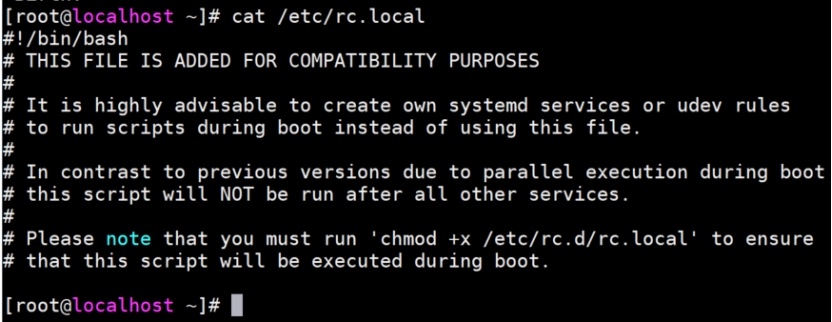 [root@localhost ~]# cat /etc/rc.local
#!/bin/bash
# THIS FILE IS ADDED FOR COMPATIBILITY PURPOSES
#
# It is highly advisable to create own systemd services or udev rules
# to run scripts during boot instead of using this file.
#
# In contrast to previous versions due to parallel execution during boot
# this script will NOT be run after all other services.
#
# Please note that you must run 'chmod +x /etc/rc.d/rc.local' to ensure
# that this script will be executed during boot.
[root@localhost ~]#